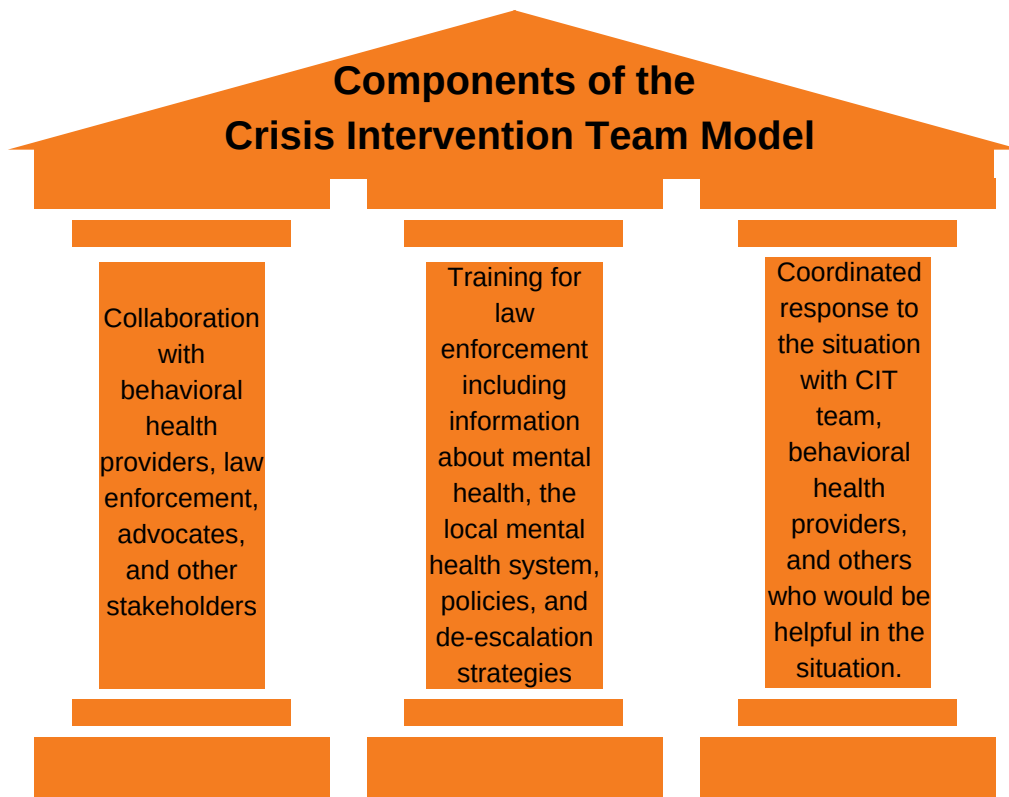 Components of the
Crisis Intervention Team Model
Collaboration
with
behavioral
health
providers, law
enforcement,
advocates,
and other
stakeholders
Training for
law
enforcement
including
information
about mental
health, the
local mental
health system,
policies, and
de-escalation
strategies
Coordinated
response to
the situation
with CIT
team,
behavioral
health
providers,
and others
who would be
helpful in the
situation.